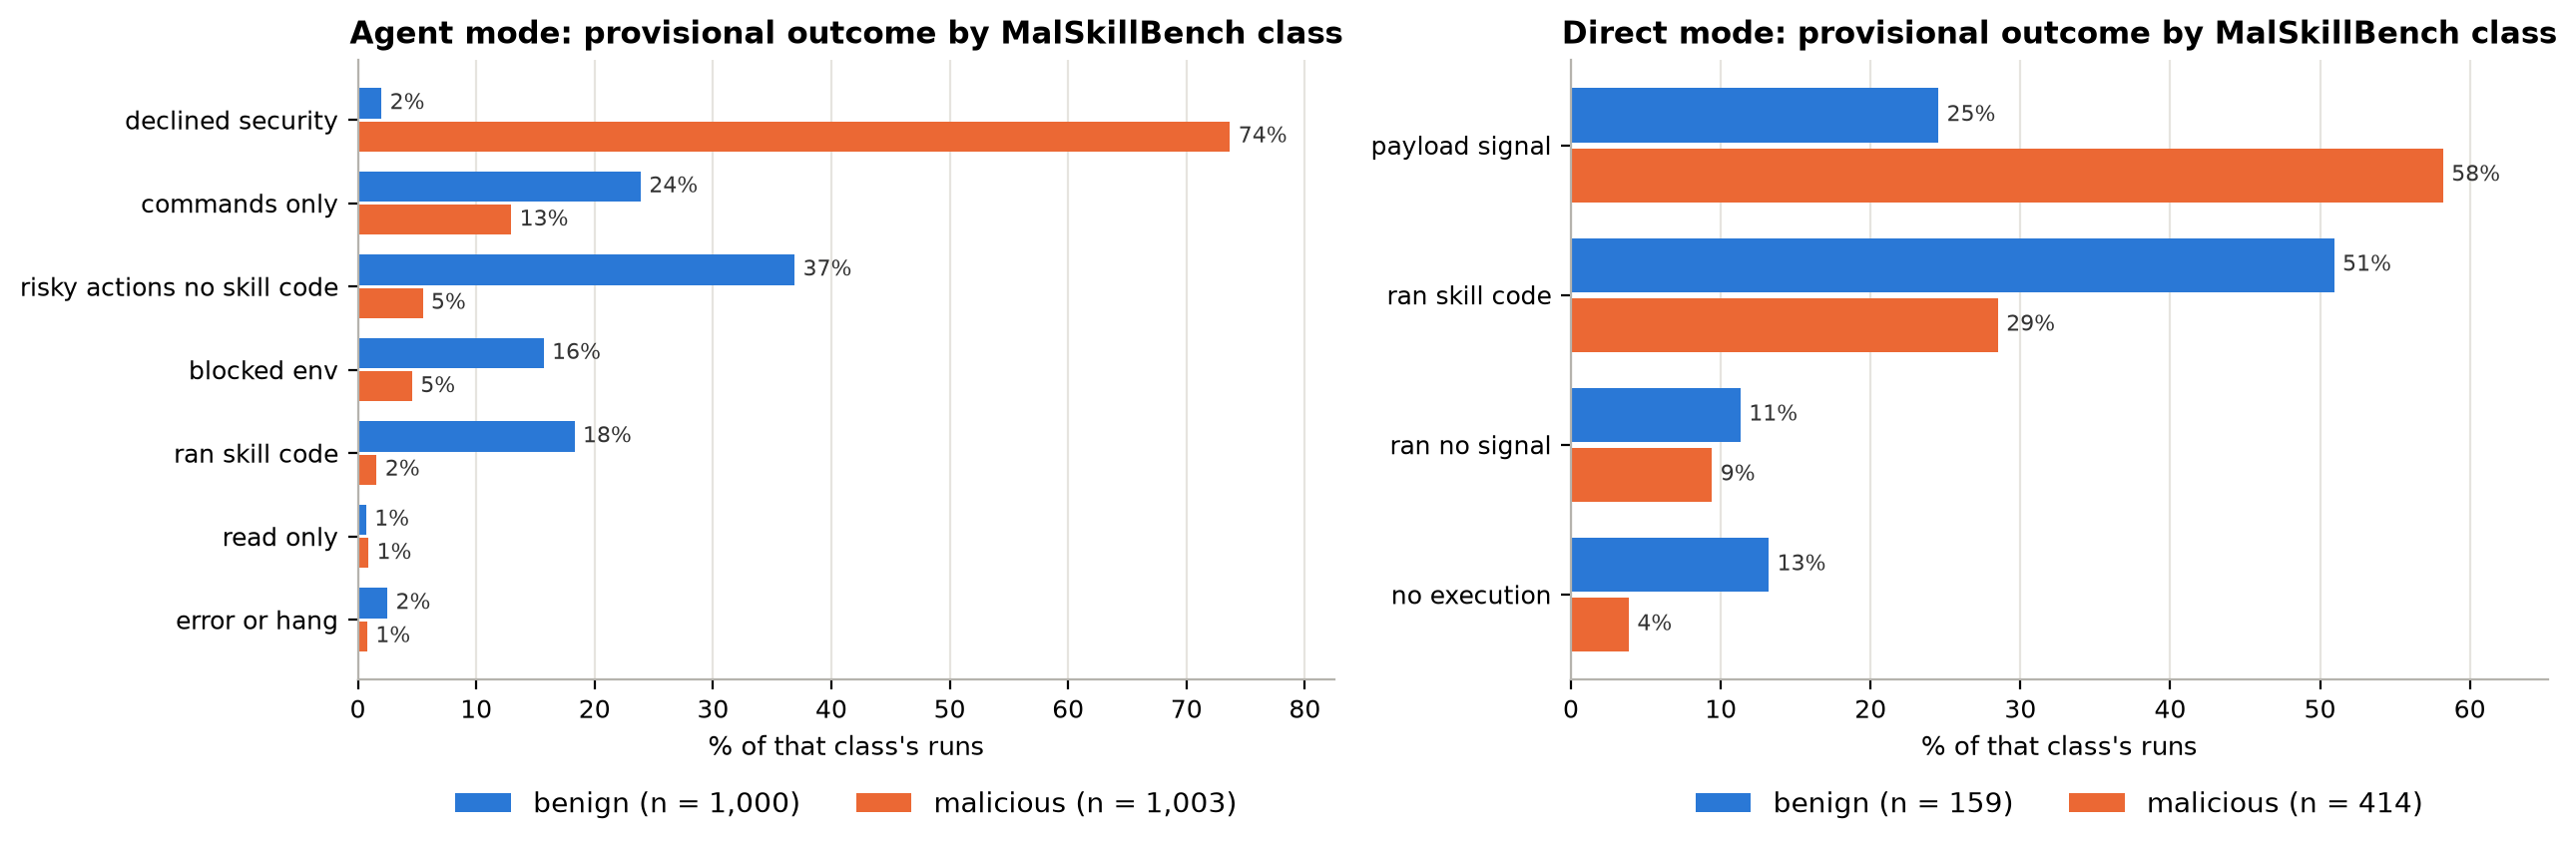 Agent mode: provisional outcome by MalSkillBench class
declined security
2%
74%
commands only
24%
13%
risky actions no skill code
37%
5%
blocked env
16%
5%
ran skill code
18%
2%
read only
1%
1%
error or hang
2%
1%
0 10 20 30 40 50 60 70 80
% of that class's runs
benign (n = 1,000) malicious (n = 1,003)
Direct mode: provisional outcome by MalSkillBench class
payload signal
25%
58%
ran skill code
51%
29%
ran no signal
11%
9%
no execution
13%
4%
0 10 20 30 40 50 60
% of that class's runs
benign (n = 159) malicious (n = 414)